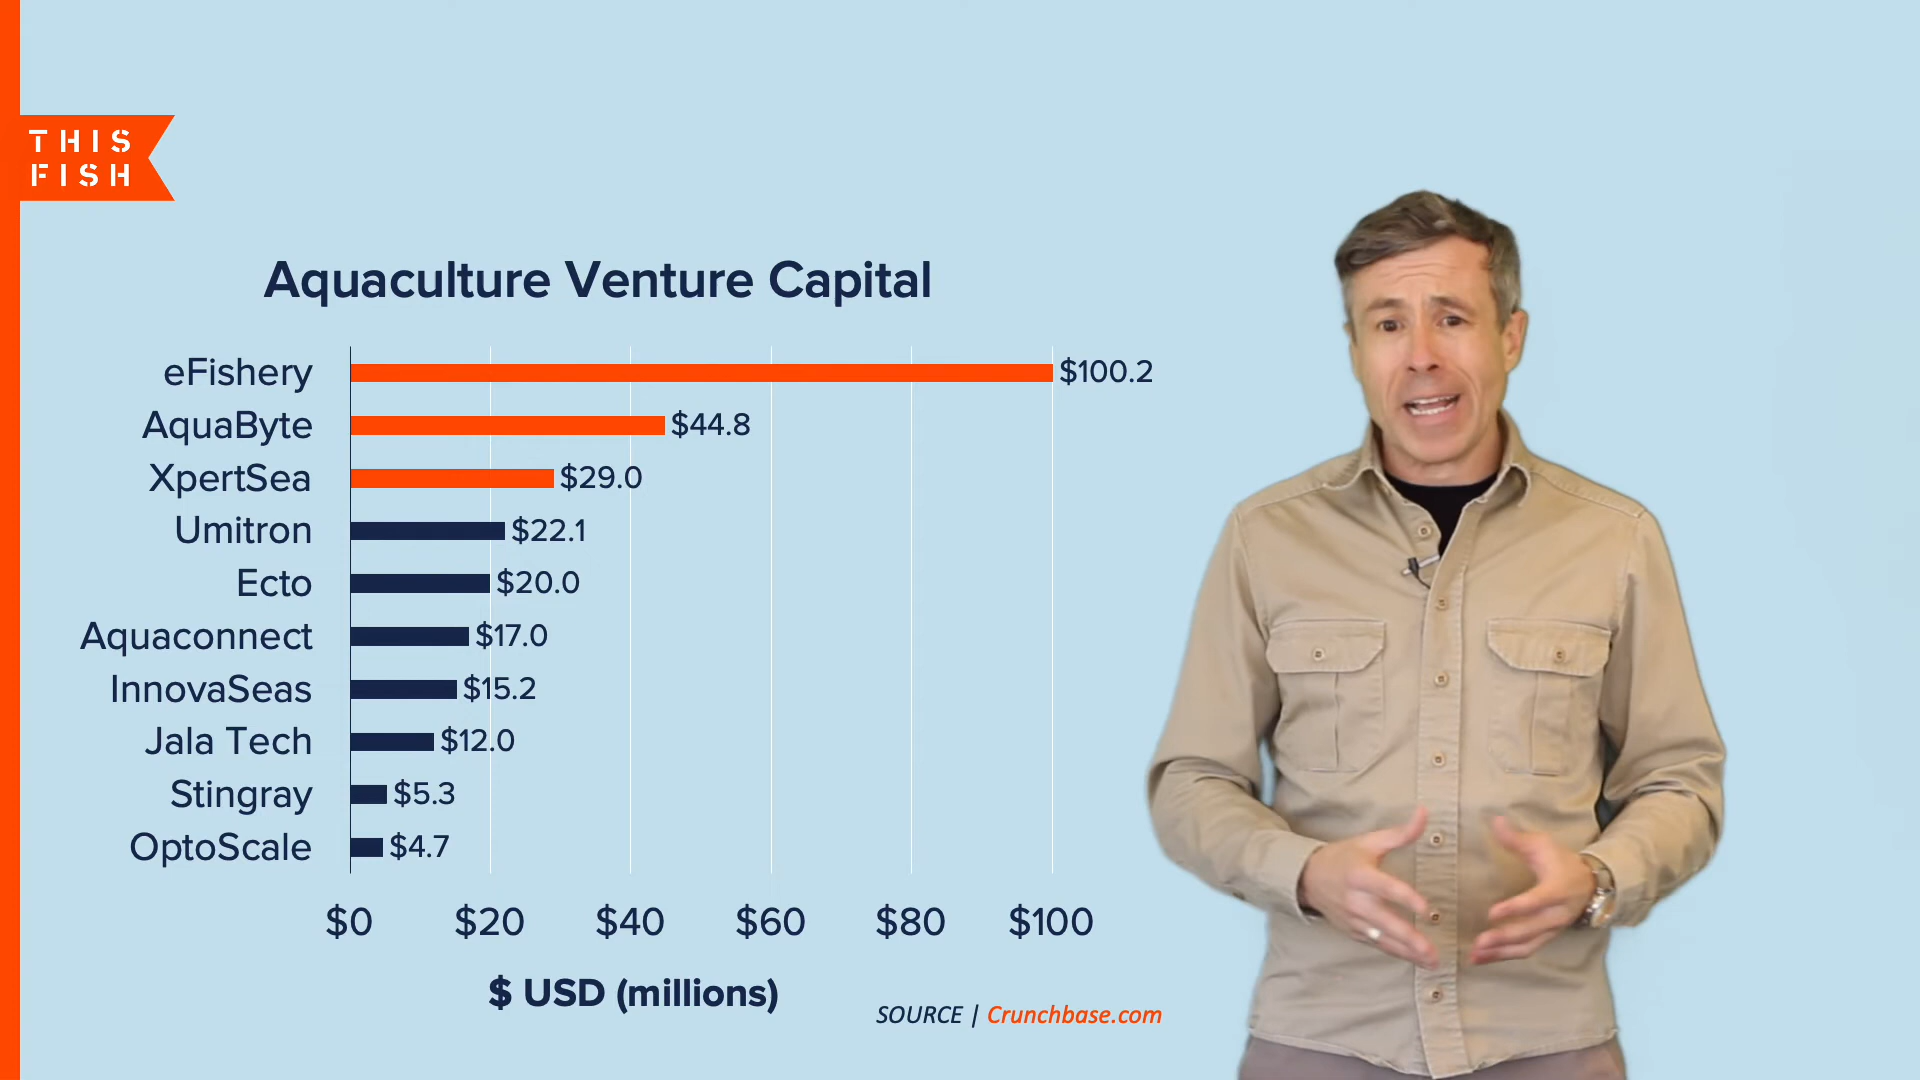 THIS
FISH
Aquaculture Venture Capital
eFishery $100.2
AquaByte $44.8
XpertSea $29.0
Umitron $22.1
Ecto $20.0
Aquaconnect $17.0
InnovaSeas $15.2
Jala Tech $12.0
Stingray $5.3
OptoScale $4.7
$0 $20 $40 $60 $80 $100
$ USD (millions)
SOURCE | Crunchbase.com